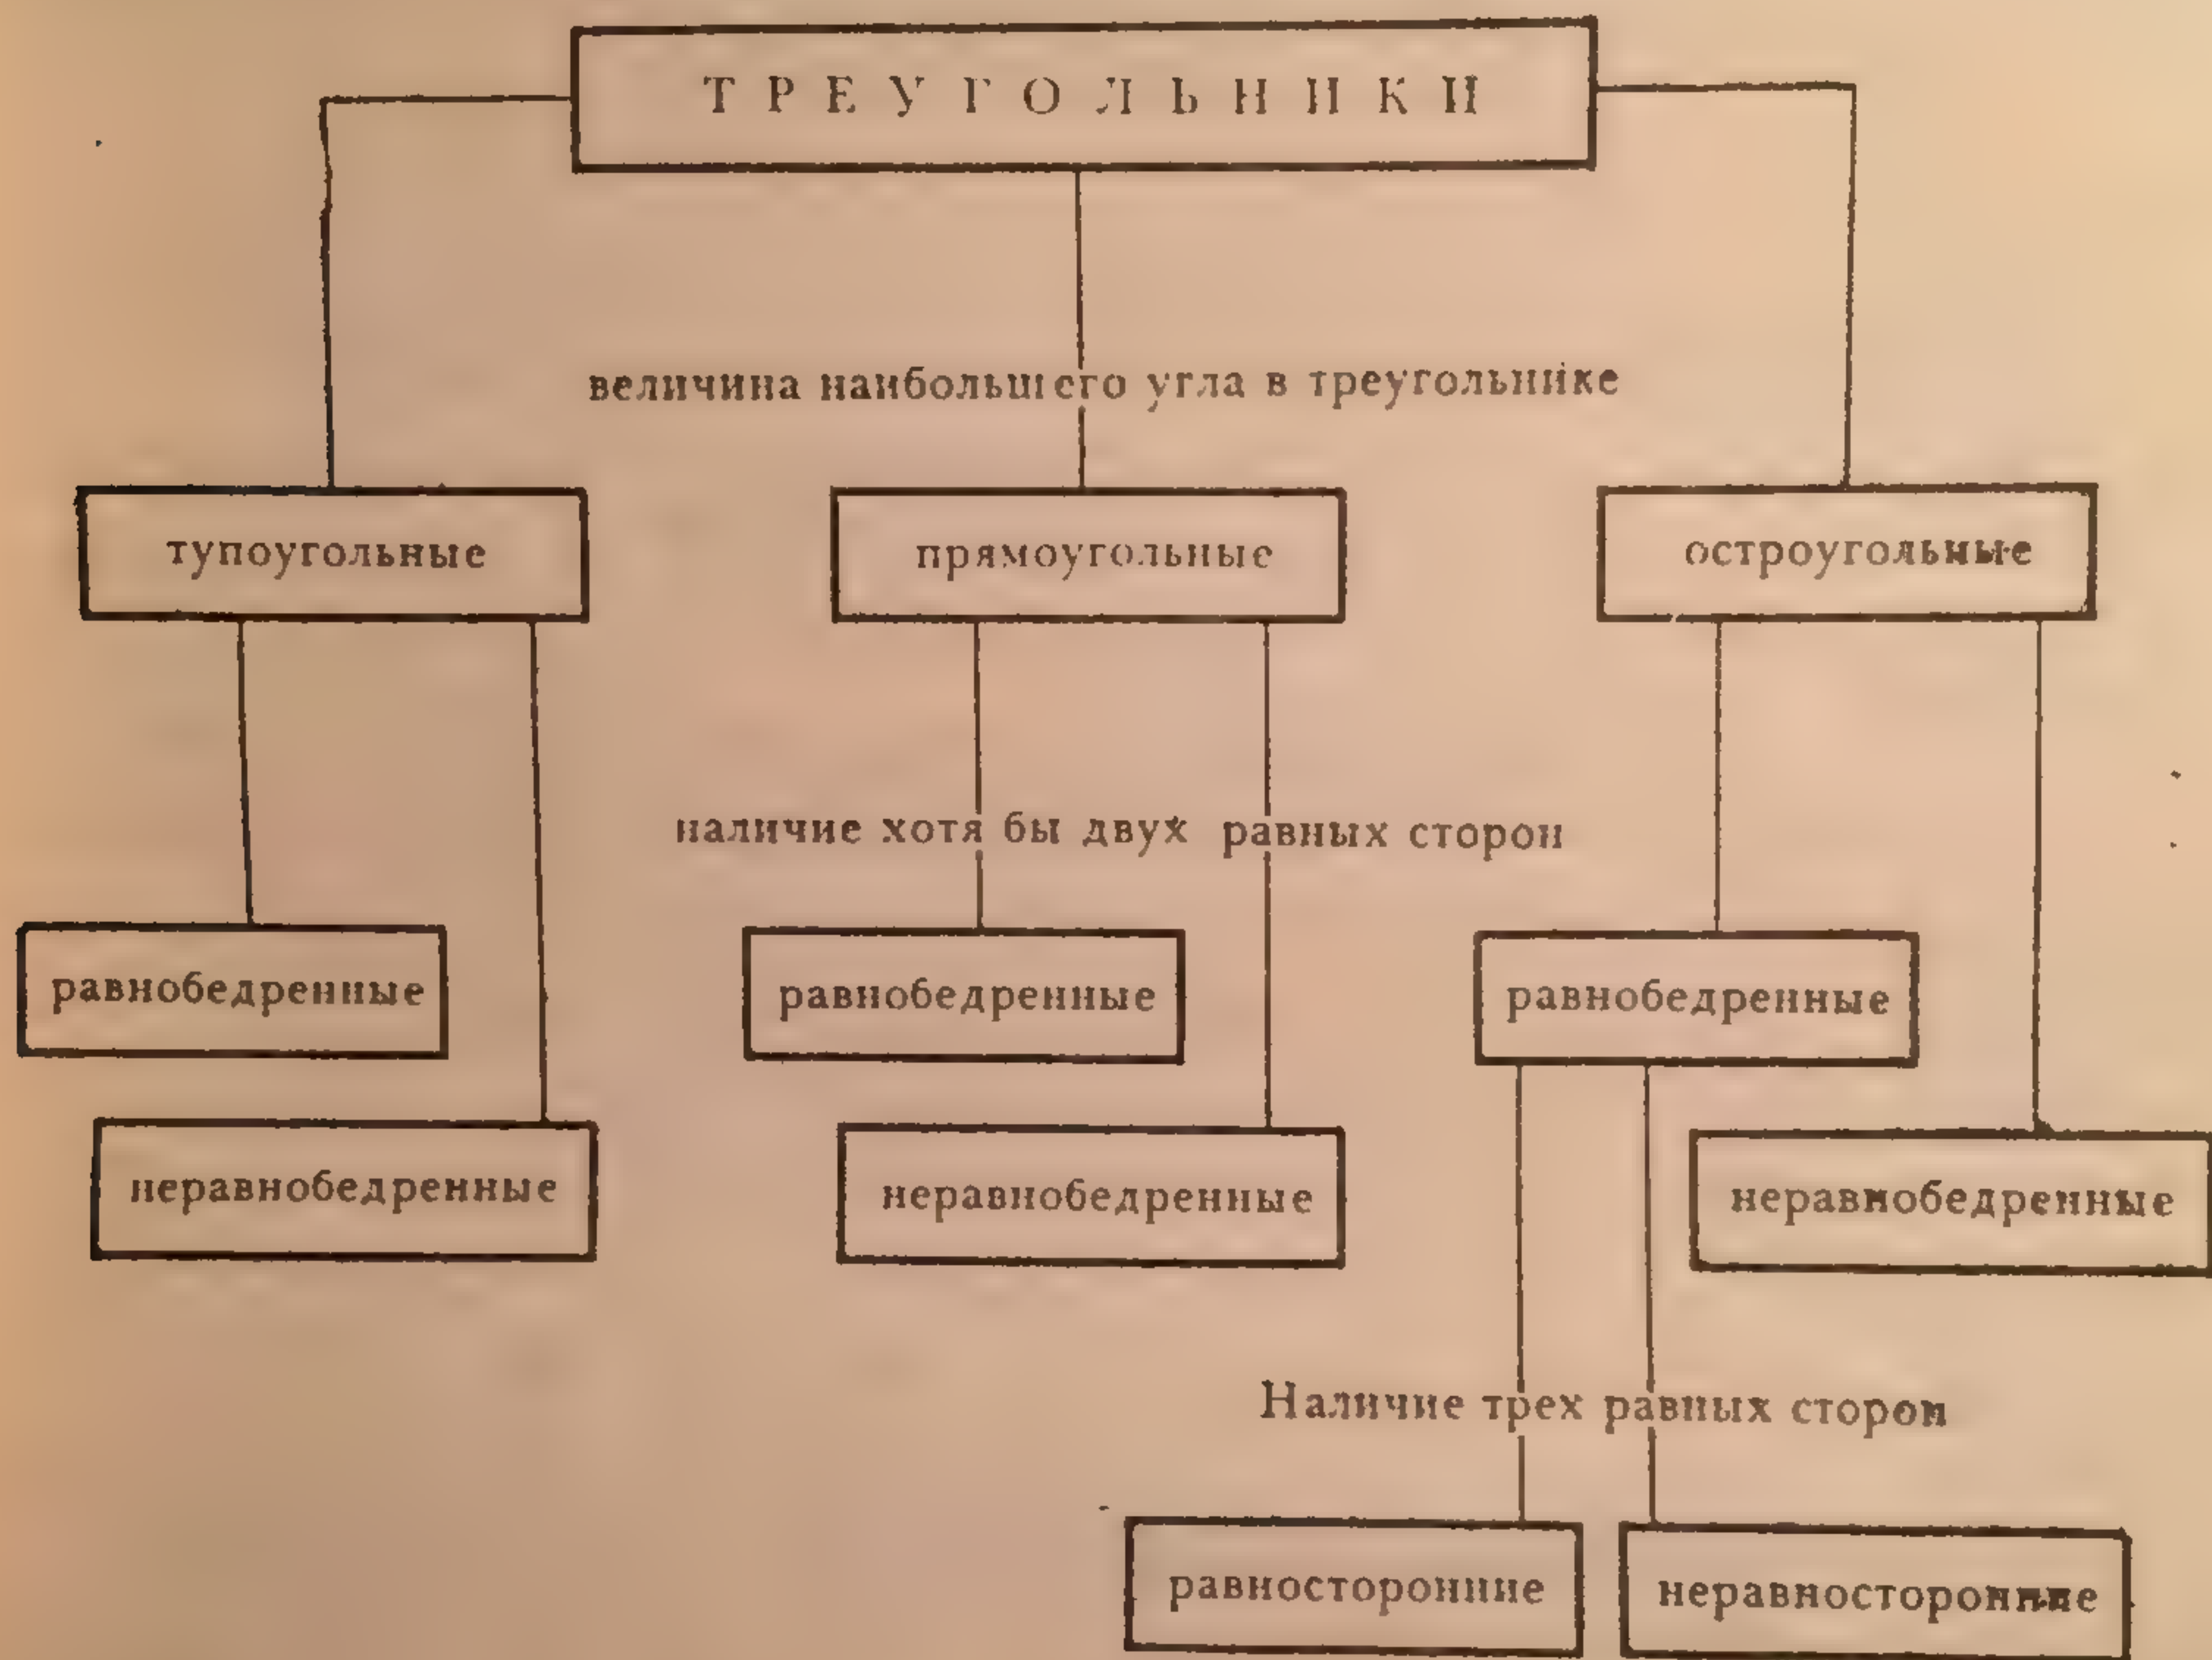 ТРЕУГОЛЬНИКИ
величина наибольшего угла в треугольнике
тупоугольные
прямоугольные
остроугольные
наличие хотя бы двух равных сторон
равнобедренные
равнобедренные
равнобедренные
неравнобедренные
неравнобедренные
неравнобедренные
Наличие трех равных сторон
равносторонние
неравносторонние